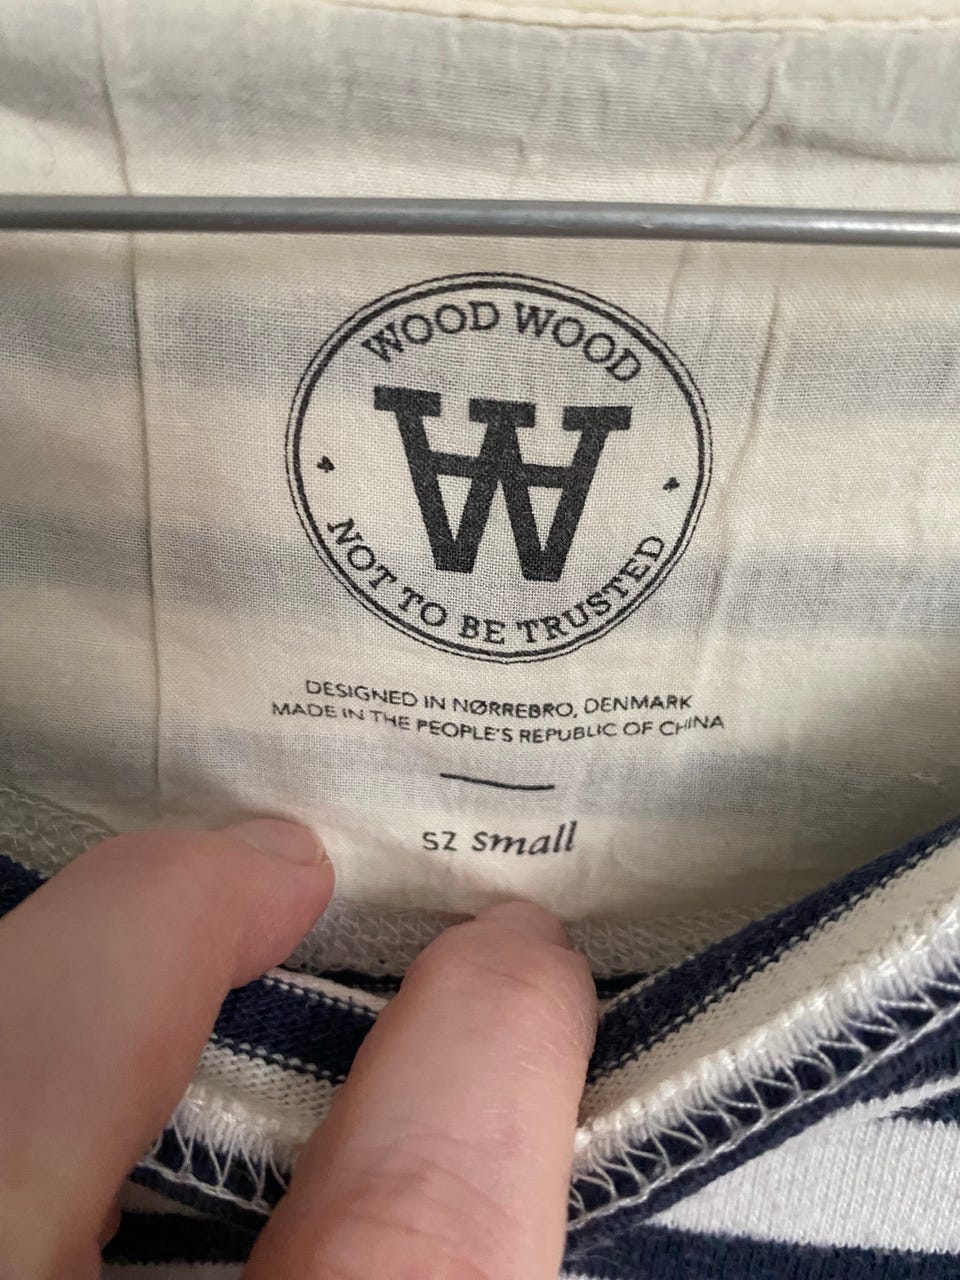 WOOD WOOD
W
NOT TO BE TRUSTED
DESIGNED IN NØRREBRO, DENMARK
MADE IN THE PEOPLE'S REPUBLIC OF CHINA
SZ small